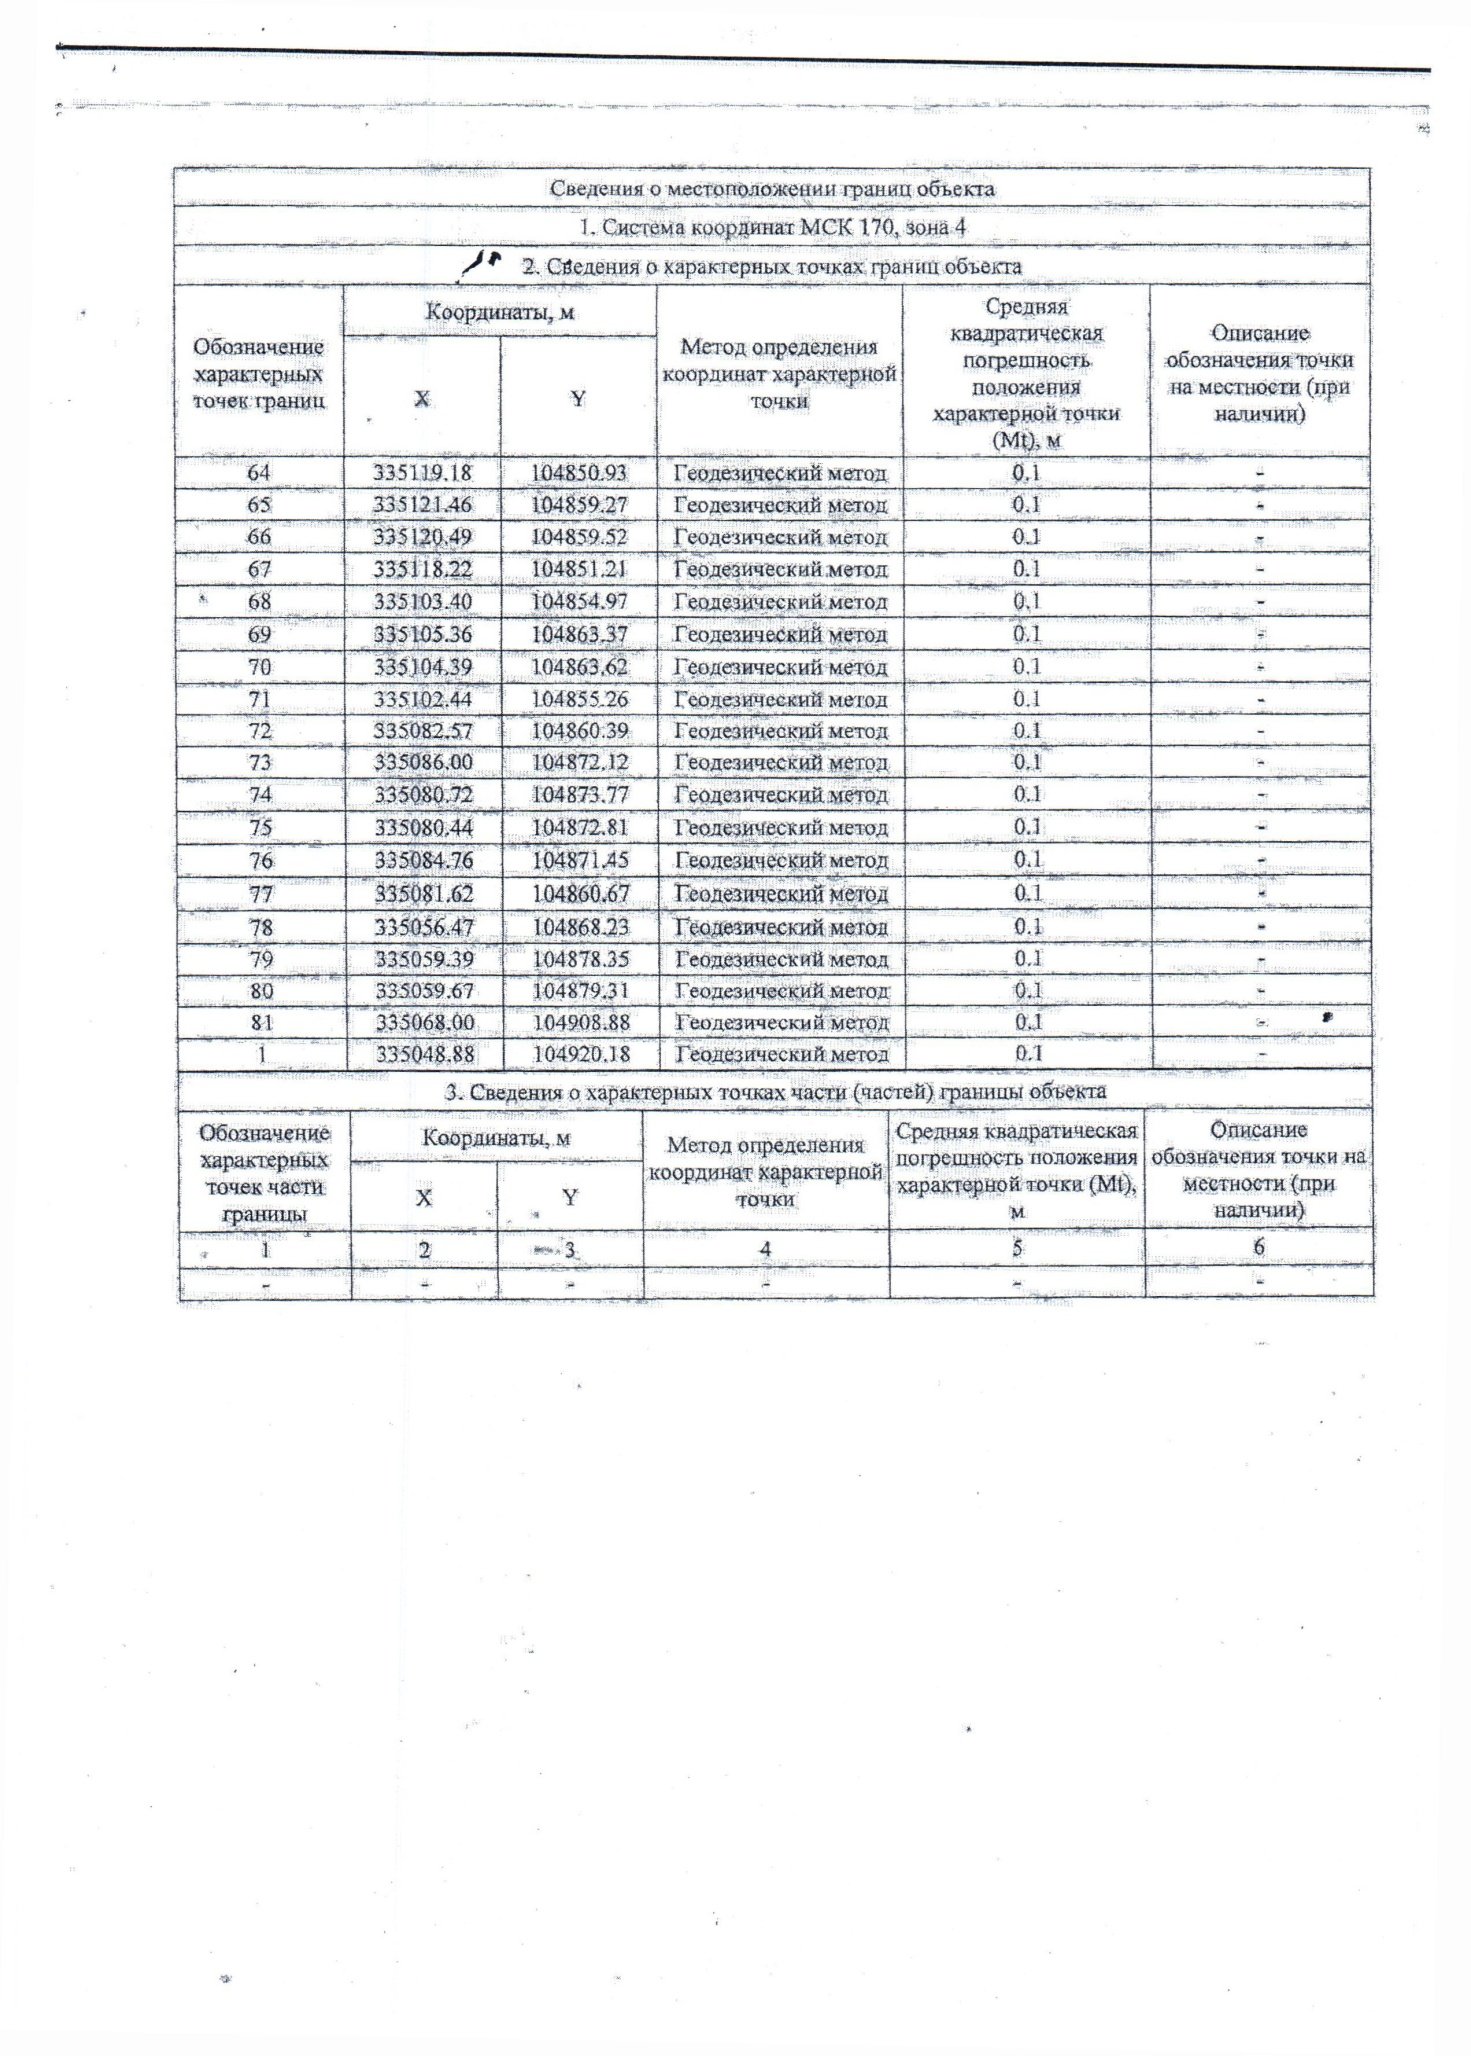 Сведения о местоположении границ объекта
1. Система координат МСК 170, зона 4
2. Сведения о характерных точках границ объекта
Обозначение характерных точек границ
Координаты, м
X
Y
Метод определения координат характерной точки
Средняя квадратическая погрешность положения характерной точки (Mt), м
Описание обозначения точки на местности (при наличии)
64 335119.18 104850.93 Геодезический метод 0.1 -
65 335121.46 104859.27 Геодезический метод 0.1 -
66 335120.49 104859.52 Геодезический метод 0.1 -
67 335118.22 104851.21 Геодезический метод 0.1 -
68 335103.40 104854.97 Геодезический метод 0.1 -
69 335105.36 104863.37 Геодезический метод 0.1 -
70 335104.39 104863.62 Геодезический метод 0.1 -
71 335102.44 104855.26 Геодезический метод 0.1 -
72 335082.57 104860.39 Геодезический метод 0.1 -
73 335086.00 104872.12 Геодезический метод 0.1 -
74 335080.72 104873.77 Геодезический метод 0.1 -
75 335080.44 104872.81 Геодезический метод 0.1 -
76 335084.76 104871.45 Геодезический метод 0.1 -
77 335081.62 104860.67 Геодезический метод 0.1 -
78 335056.47 104868.23 Геодезический метод 0.1 -
79 335059.39 104878.35 Геодезический метод 0.1 -
80 335059.67 104879.31 Геодезический метод 0.1 -
81 335068.00 104908.88 Геодезический метод 0.1 -
1 335048.88 104920.18 Геодезический метод 0.1 -
3. Сведения о характерных точках части (частей) границы объекта
Обозначение характерных точек части границы
Координаты, м
X
Y
Метод определения координат характерной точки
Средняя квадратическая погрешность положения характерной точки (Mt), м
Описание обозначения точки на местности (при наличии)
1 2 3 4 5 6
- - - - - -